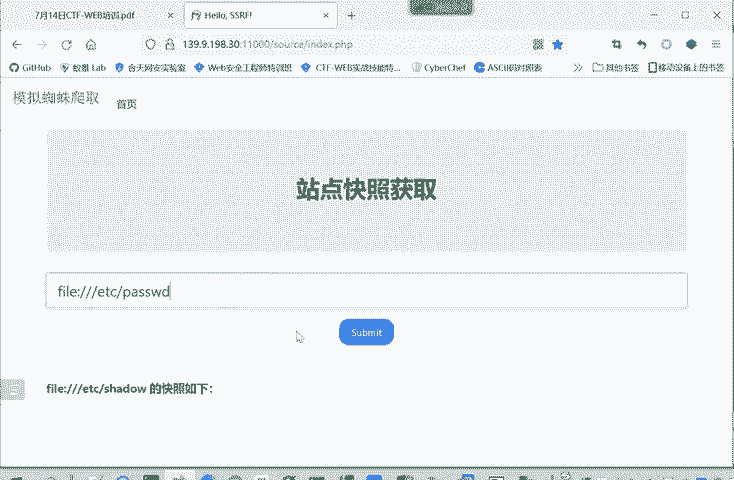 7月14日CTF-WEB培训.pdf
Hello, SSRF!
139.9.198.30:11000/source/index.php
GitHub
Lab
合天网安实验室
Web安全工程师特训班
CTF-WEB实战技能特...
CyberChef
ASCII码对照表
其他书签
移动设备上的书签
模拟蜘蛛爬取
首页
站点快照获取
file:///etc/passwd
Submit
file:///etc/shadow 的快照如下: